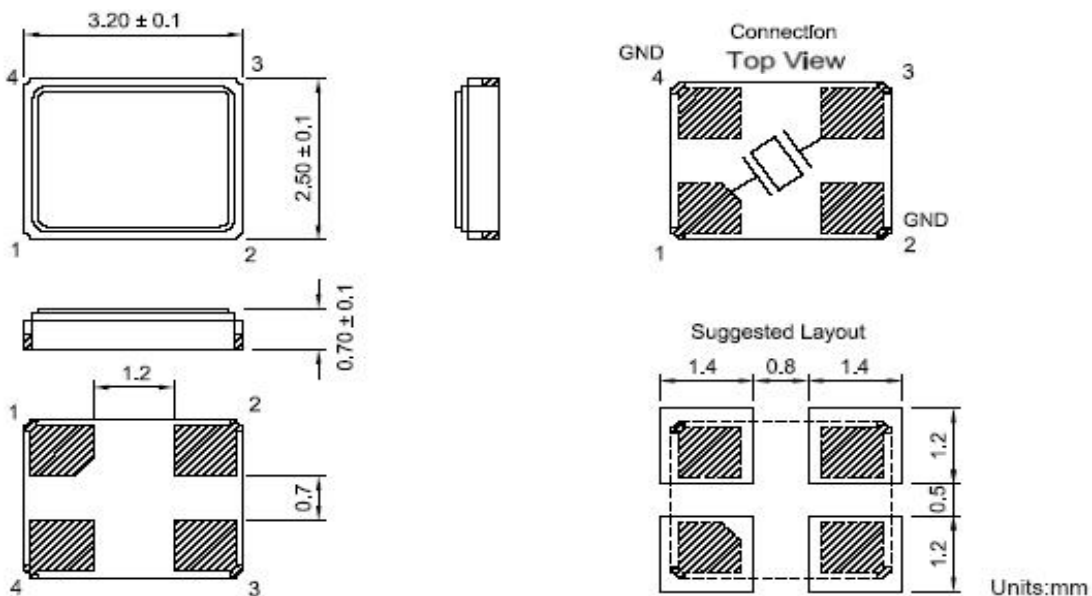 3.20 ± 0.1
4
3
2.50 ± 0.1
1
2
0.70 ± 0.1
1.2
1
2
0.7
4
3
Connection
GND
Top View
4
3
GND
1
2
Suggested Layout
1.4
0.8
1.4
1.2
0.5
1.2
Units:mm